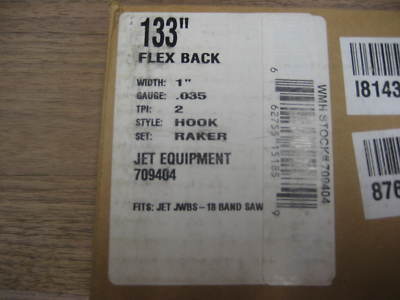 133"
FLEX BACK
WIDTH: 1"
GAUGE: .035
TPI: 2
STYLE: HOOK
SET: RAKER
JET EQUIPMENT
709404
FITS: JET JWBS-18 BAND SAW
WMH STOCK# 709404
I8143
876